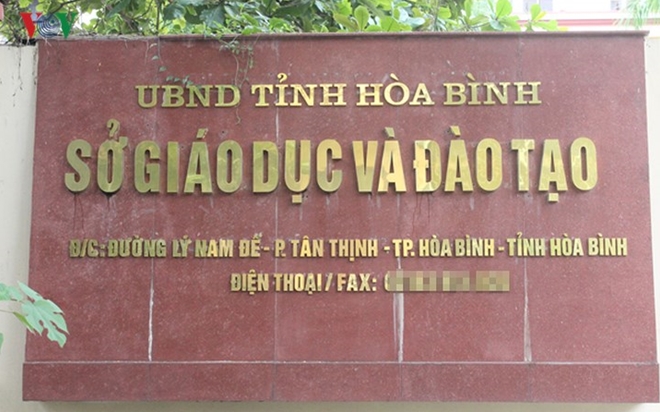 VOV
UBND TỈNH HÒA BÌNH
SỞ GIÁO DỤC VÀ ĐÀO TẠO
Đ/C: ĐƯỜNG LÝ NAM ĐẾ - P. TÂN THỊNH - TP. HÒA BÌNH - TỈNH HÒA BÌNH
ĐIỆN THOẠI / FAX: